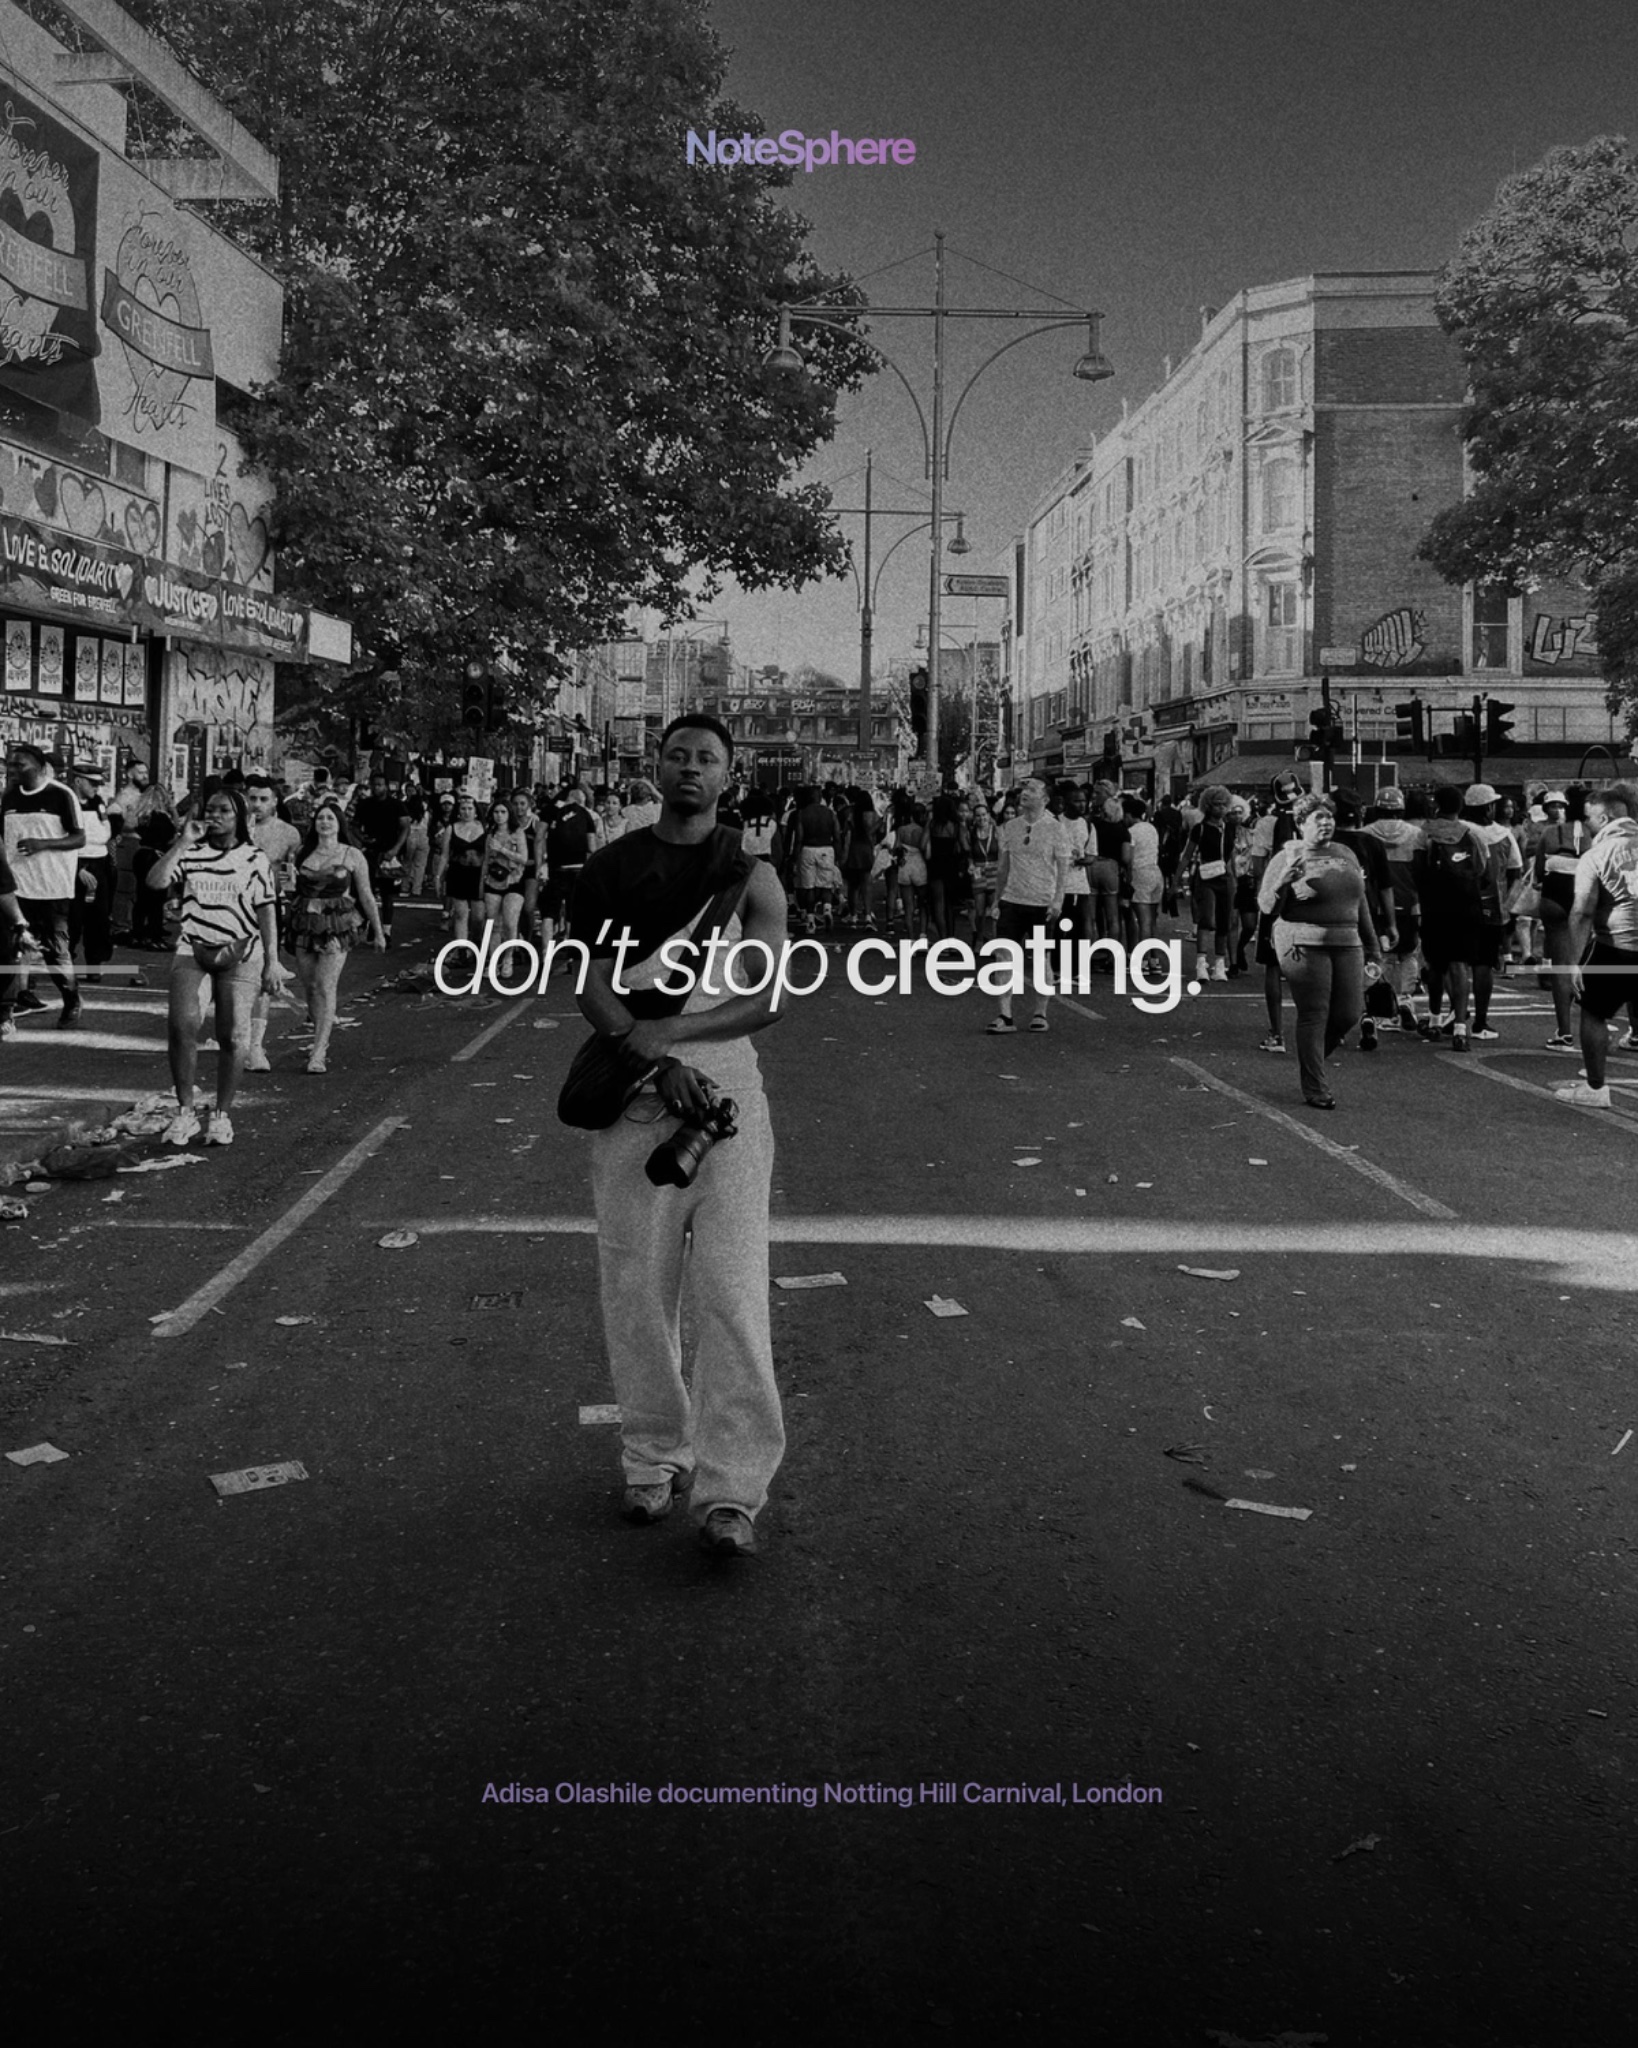 NoteSphere
Forever
in our
GRENFELL
Hearts
Forever
in our
GRENFELL
Hearts
2
LIVES
LOST
LOVE & SOLIDARITY
GREEN FOR GRENFELL
JUSTICE
LOVE & SOLIDARITY
don't stop creating.
Adisa Olashile documenting Notting Hill Carnival, London